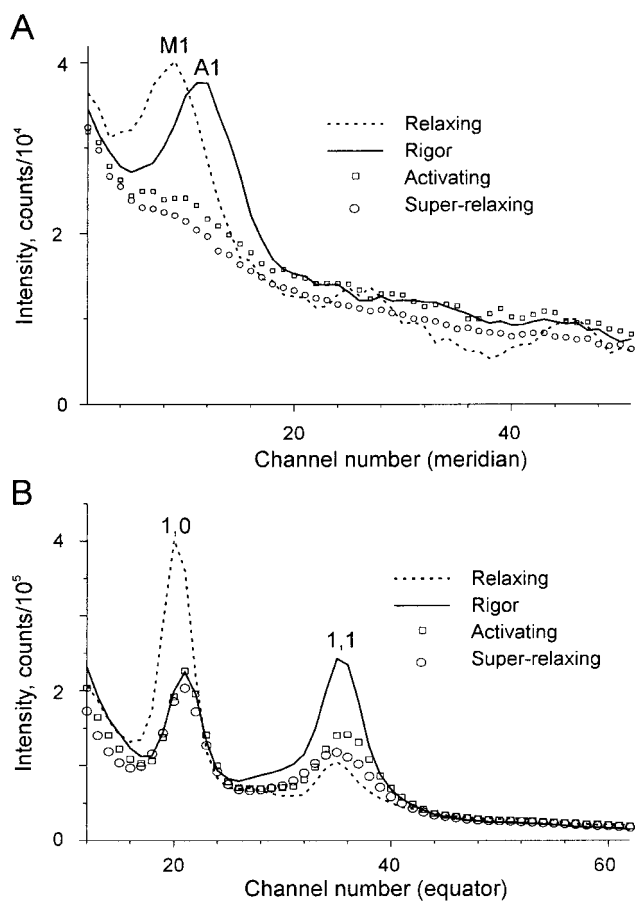 A
M1
A1
4
2
0
Intensity, counts/10⁴
Relaxing
Rigor
Activating
Super-relaxing
20
40
Channel number (meridian)
B
1,0
1,1
4
2
0
Intensity, counts/10⁵
Relaxing
Rigor
Activating
Super-relaxing
20
40
60
Channel number (equator)